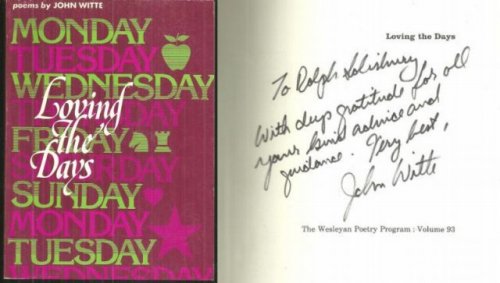 poems by JOHN WITTE
MONDAY
TUESDAY
WEDNESDAY
Loving
the
Days
FRIDAY
SATURDAY
SUNDAY
MONDAY
TUESDAY
WEDNESDAY
Loving the Days
To Ralph Salisbury
With deep gratitude for all
your kind advice and
guidance. Very best,
John Witte
The Wesleyan Poetry Program : Volume 93